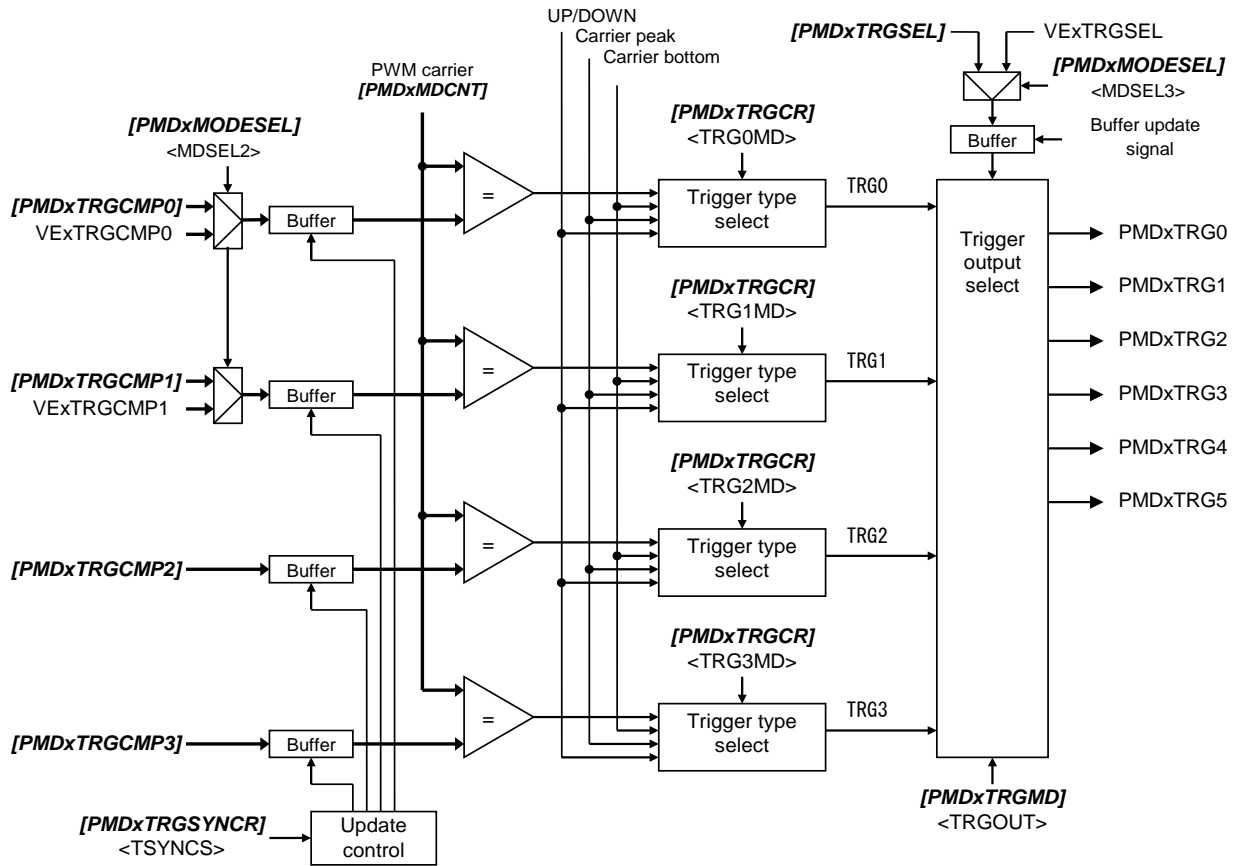 UP/DOWN
Carrier peak
Carrier bottom
PWM carrier
[PMDxMDCNT]
[PMDxTRGSEL]
VExTRGSEL
[PMDxMODESEL]
<MDSEL3>
Buffer
Buffer update
signal
[PMDxMODESEL]
<MDSEL2>
[PMDxTRGCMP0]
VExTRGCMP0
Buffer
=
[PMDxTRGCR]
<TRG0MD>
Trigger type
select
TRG0
[PMDxTRGCMP1]
VExTRGCMP1
Buffer
=
[PMDxTRGCR]
<TRG1MD>
Trigger type
select
TRG1
[PMDxTRGCMP2]
Buffer
=
[PMDxTRGCR]
<TRG2MD>
Trigger type
select
TRG2
[PMDxTRGCMP3]
Buffer
=
[PMDxTRGCR]
<TRG3MD>
Trigger type
select
TRG3
Trigger
output
select
PMDxTRG0
PMDxTRG1
PMDxTRG2
PMDxTRG3
PMDxTRG4
PMDxTRG5
[PMDxTRGSYNCR]
<TSYNCS>
Update
control
[PMDxTRGMD]
<TRGOUT>